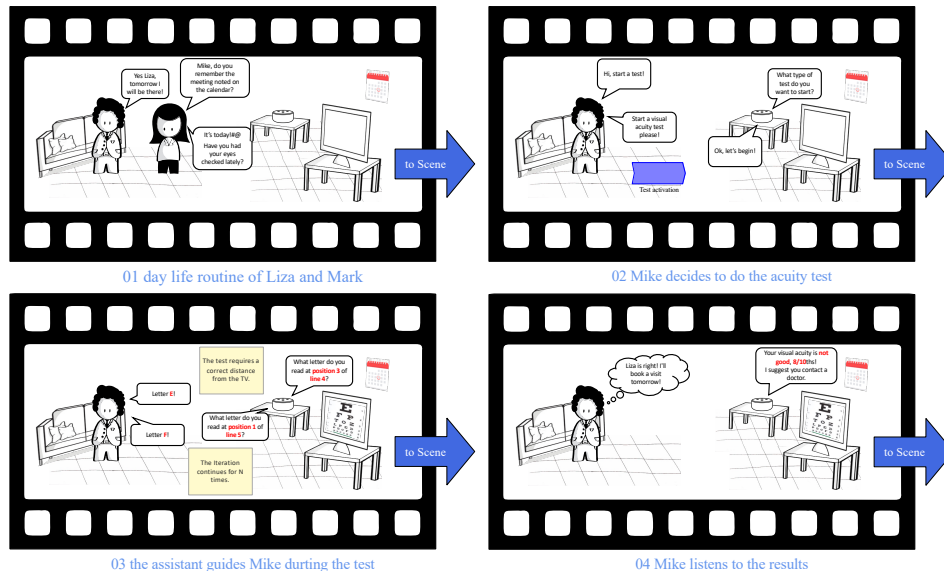 Yes Liza,
tomorrow I
will be there!
Mike, do you
remember the
meeting noted on
the calendar?
It's today!#@
Have you had
your eyes
checked lately?
to Scene
01 day life routine of Liza and Mark
Hi, start a test!
What type of
test do you
want to start?
Start a visual
acuity test
please!
Ok, let's begin!
Test activation
to Scene
02 Mike decides to do the acuity test
The test requires a
correct distance
from the TV.
What letter do you
read at position 3 of
line 4?
Letter E!
What letter do you
read at position 1 of
line 5?
Letter F!
The Iteration
continues for N
times.
E
to Scene
03 the assistant guides Mike durting the test
Liza is right! I'll
book a visit
tomorrow!
Your visual acuity is not
good, 8/10ths!
I suggest you contact a
doctor.
E
to Scene
04 Mike listens to the results